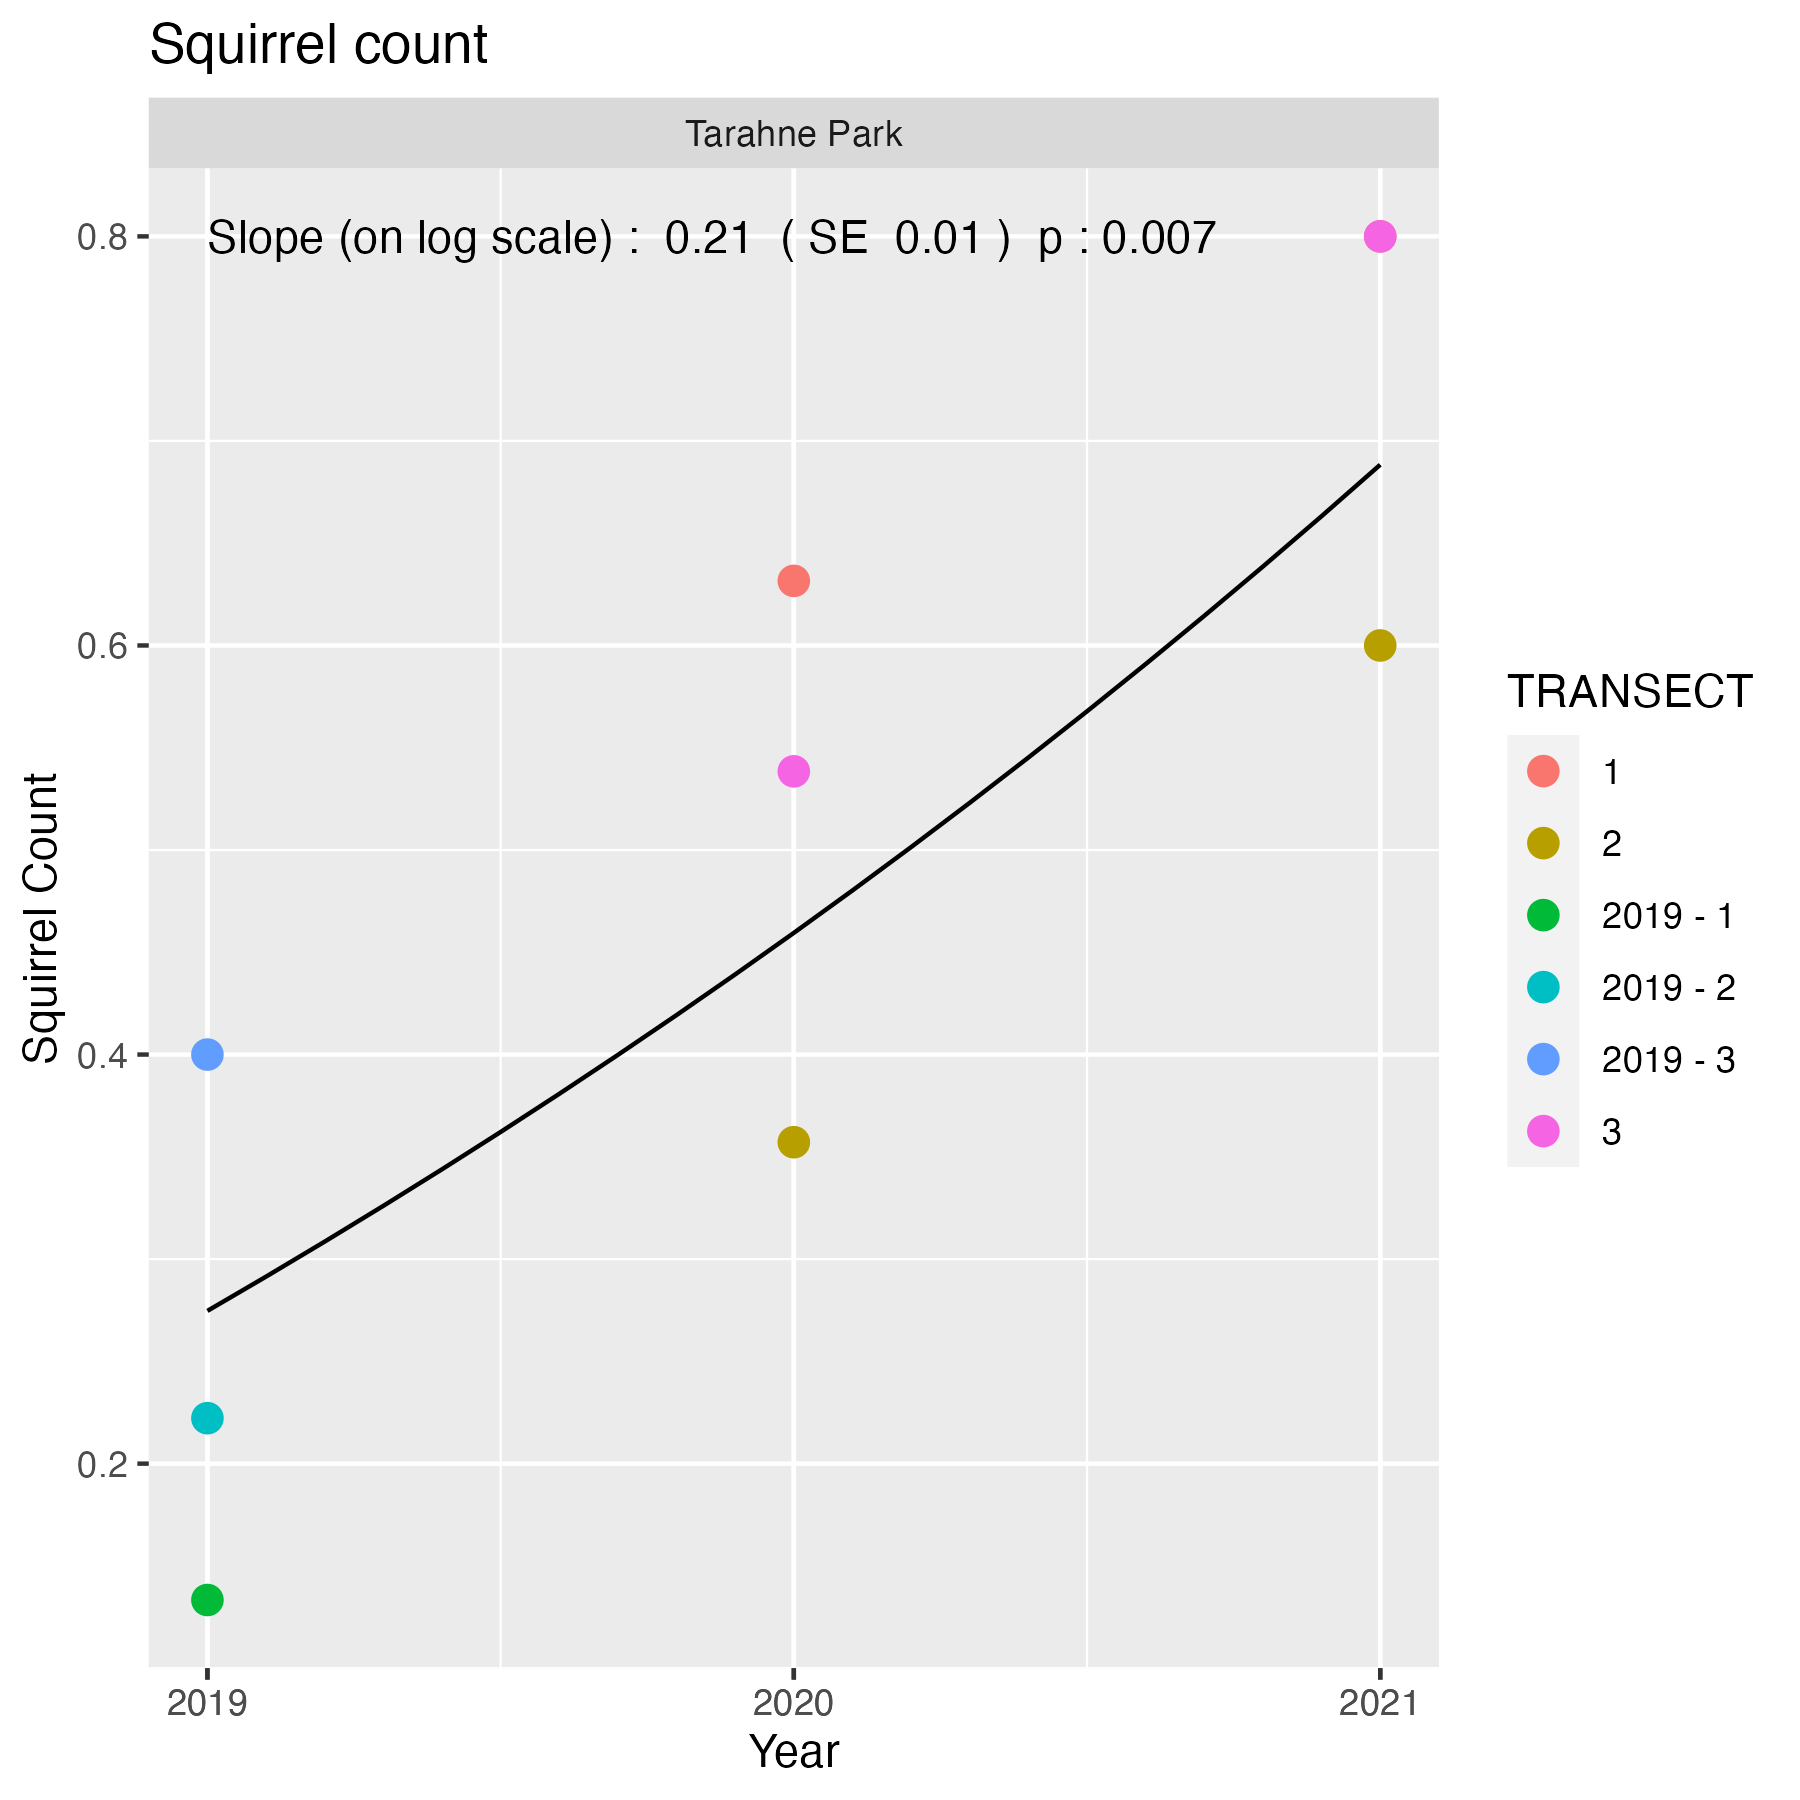 Squirrel count
Tarahne Park
Slope (on log scale) :  0.21  ( SE  0.01 )  p : 0.007
0.8
0.6
0.4
0.2
Squirrel Count
2019
2020
2021
Year
TRANSECT
1
2
2019 - 1
2019 - 2
2019 - 3
3